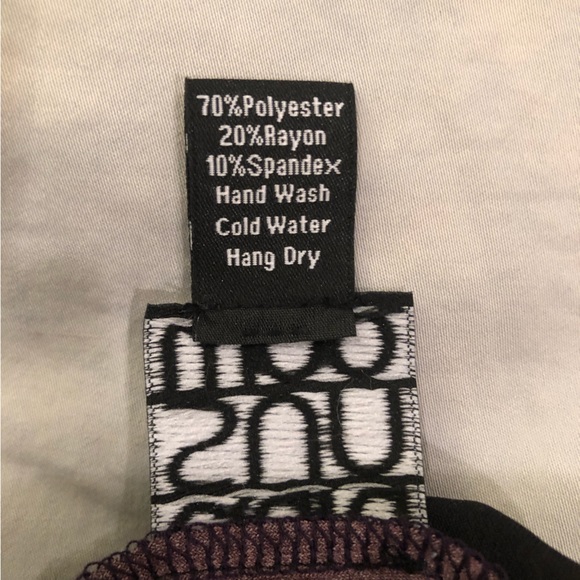 70%Polyester
20%Rayon
10%Spandex
Hand Wash
Cold Water
Hang Dry